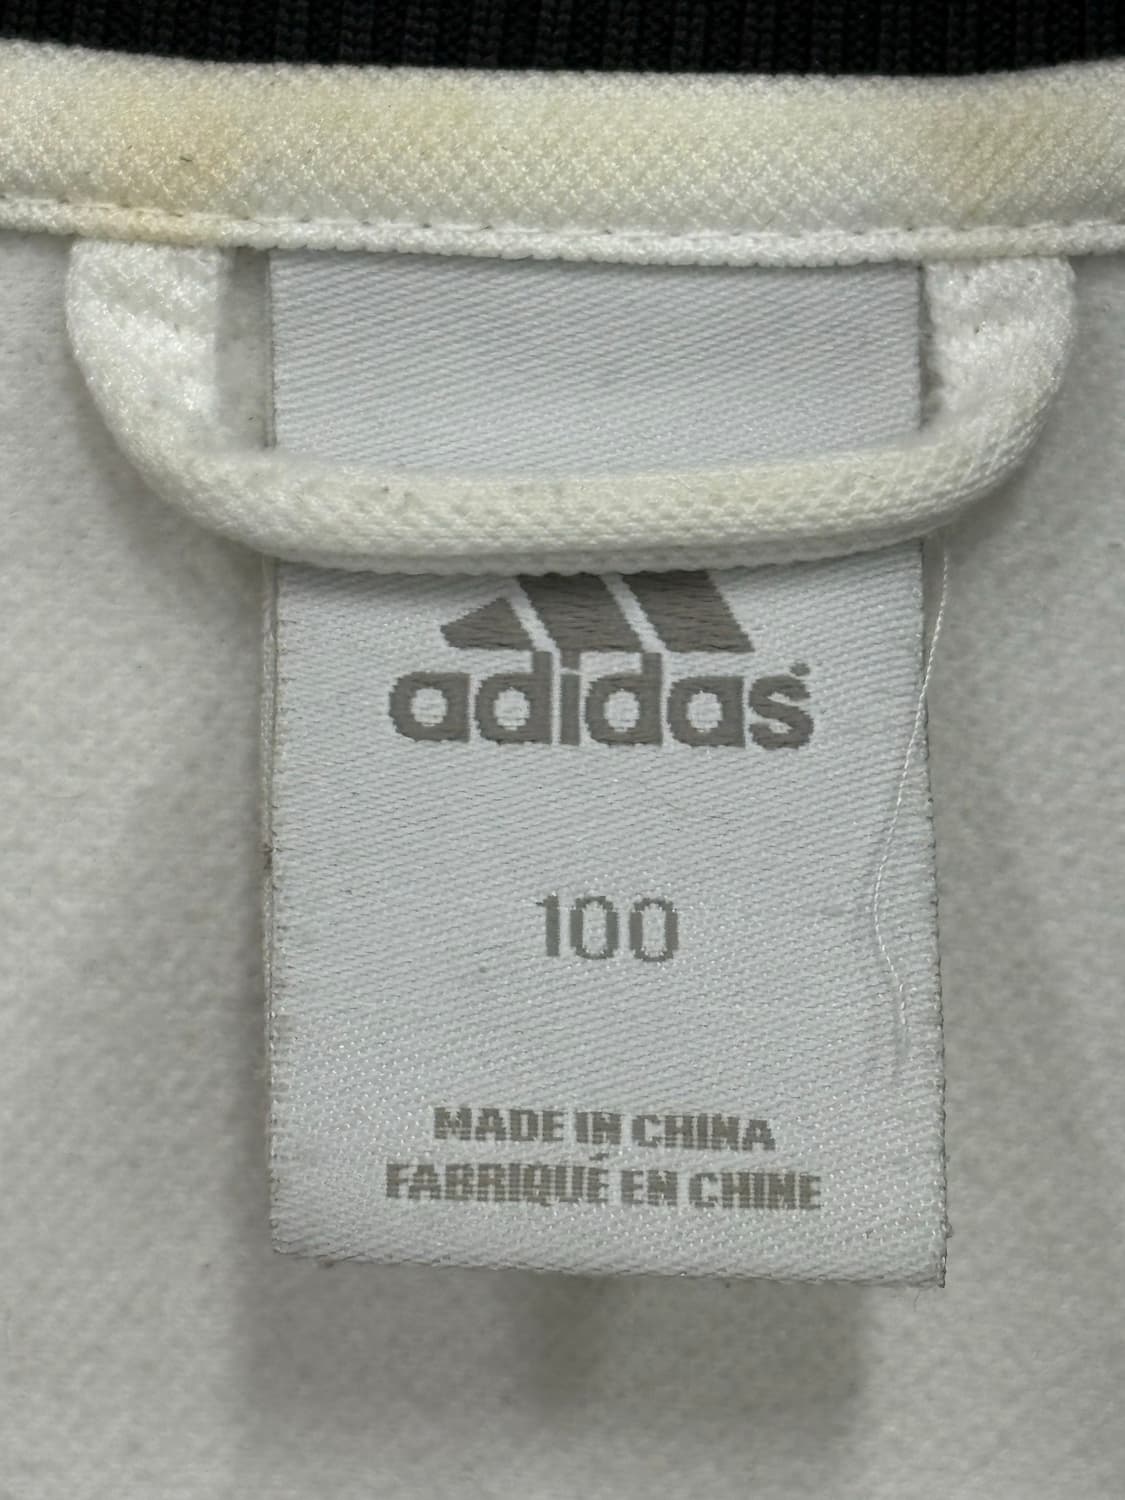 adidas
100
MADE IN CHINA
FABRIQUÉ EN CHINE